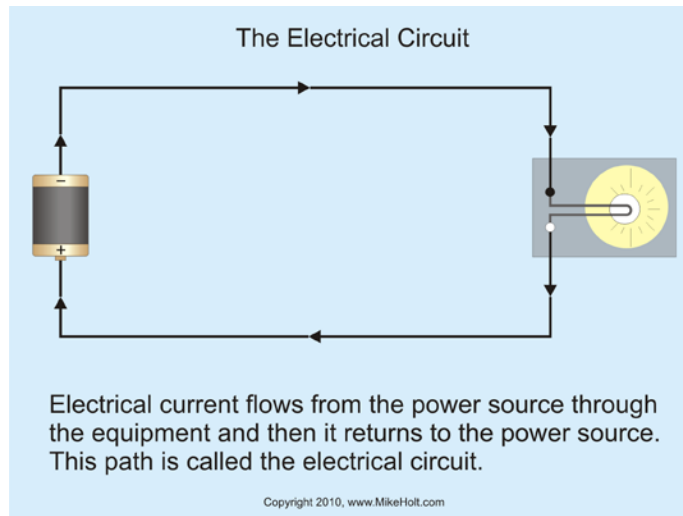 The Electrical Circuit
−
+
Electrical current flows from the power source through
the equipment and then it returns to the power source.
This path is called the electrical circuit.
Copyright 2010, www.MikeHolt.com